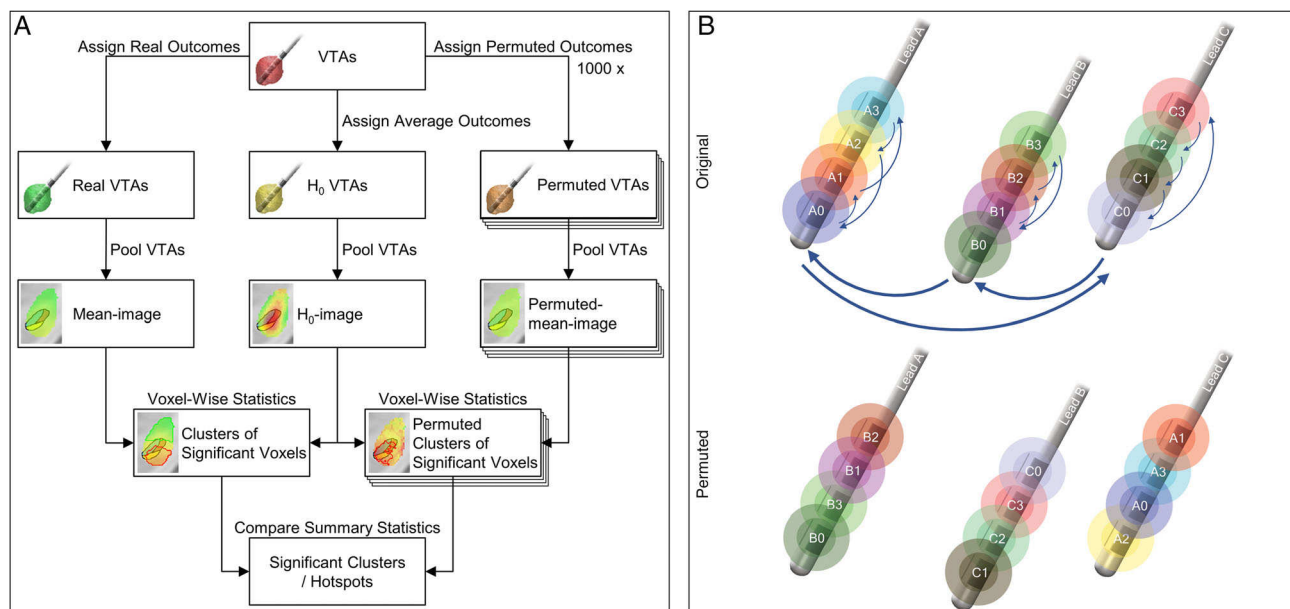 A
Assign Real Outcomes
VTAs
Assign Permuted Outcomes
1000 x
Assign Average Outcomes
Real VTAs
H₀ VTAs
Permuted VTAs
Pool VTAs
Pool VTAs
Pool VTAs
Mean-image
H₀-image
Permuted-
mean-image
Voxel-Wise Statistics
Voxel-Wise Statistics
Clusters of
Significant Voxels
Permuted
Clusters of
Significant Voxels
Compare Summary Statistics
Significant Clusters
/ Hotspots
B
Original
Lead A
A3
A2
A1
A0
Lead B
B3
B2
B1
B0
Lead C
C3
C2
C1
C0
Permuted
Lead A
B2
B1
B3
B0
Lead B
C0
C3
C2
C1
Lead C
A1
A3
A0
A2